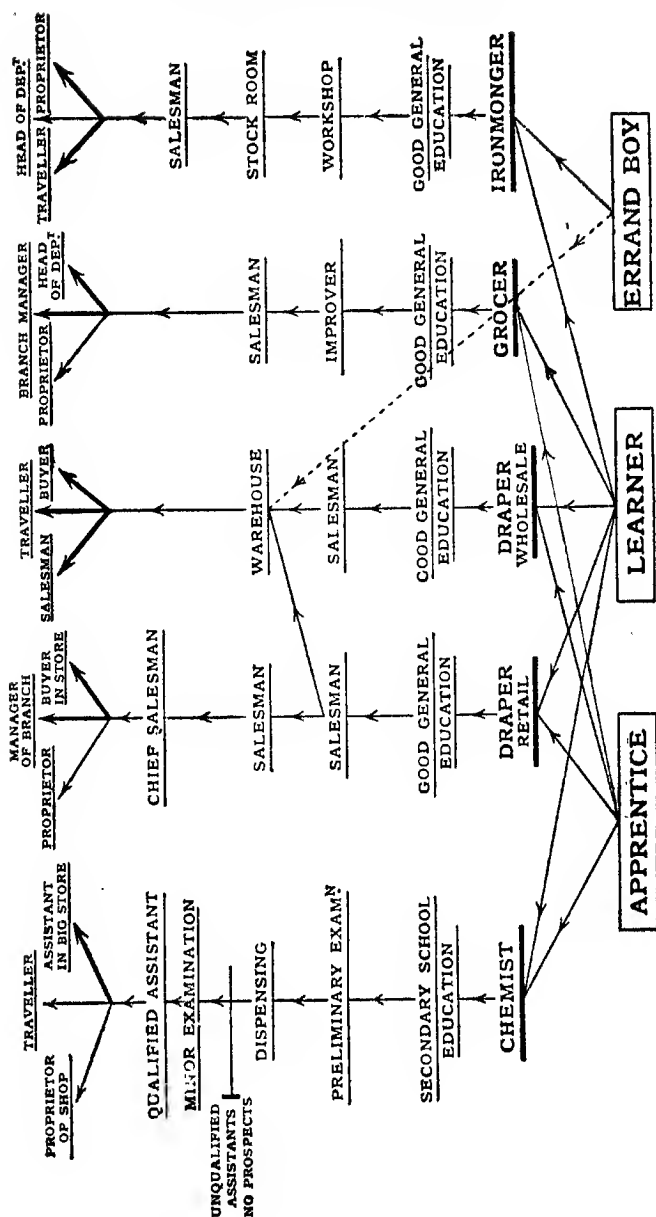 TRAVELLER
PROPRIETOR
OF SHOP
ASSISTANT
IN BIG STORE
QUALIFIED ASSISTANT
MINOR EXAMINATION
UNQUALIFIED
ASSISTANTS
NO PROSPECTS
DISPENSING
PRELIMINARY EXAMN
SECONDARY SCHOOL
EDUCATION
CHEMIST
MANAGER
OF BRANCH
PROPRIETOR
BUYER
IN STORE
CHIEF SALESMAN
SALESMAN
SALESMAN
GOOD GENERAL
EDUCATION
DRAPER
RETAIL
TRAVELLER
SALESMAN
BUYER
WAREHOUSE
SALESMAN
GOOD GENERAL
EDUCATION
DRAPER
WHOLESALE
BRANCH MANAGER
PROPRIETOR
HEAD
OF DEPT
SALESMAN
IMPROVER
GOOD GENERAL
EDUCATION
GROCER
HEAD OF DEPT
TRAVELLER
PROPRIETOR
SALESMAN
STOCK ROOM
WORKSHOP
GOOD GENERAL
EDUCATION
IRONMONGER
APPRENTICE
LEARNER
ERRAND BOY